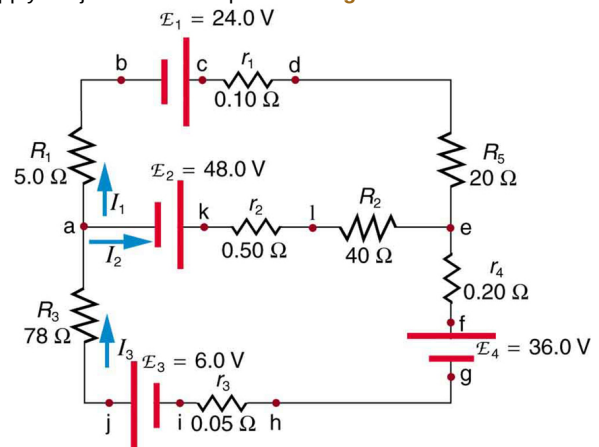 ℰ1 = 24.0 V
b
c
r1
d
0.10 Ω
R1
5.0 Ω
R5
20 Ω
I1
ℰ2 = 48.0 V
a
k
r2
l
R2
e
I2
0.50 Ω
40 Ω
r4
0.20 Ω
R3
78 Ω
f
I3
ℰ3 = 6.0 V
ℰ4 = 36.0 V
r3
g
j
i
0.05 Ω
h